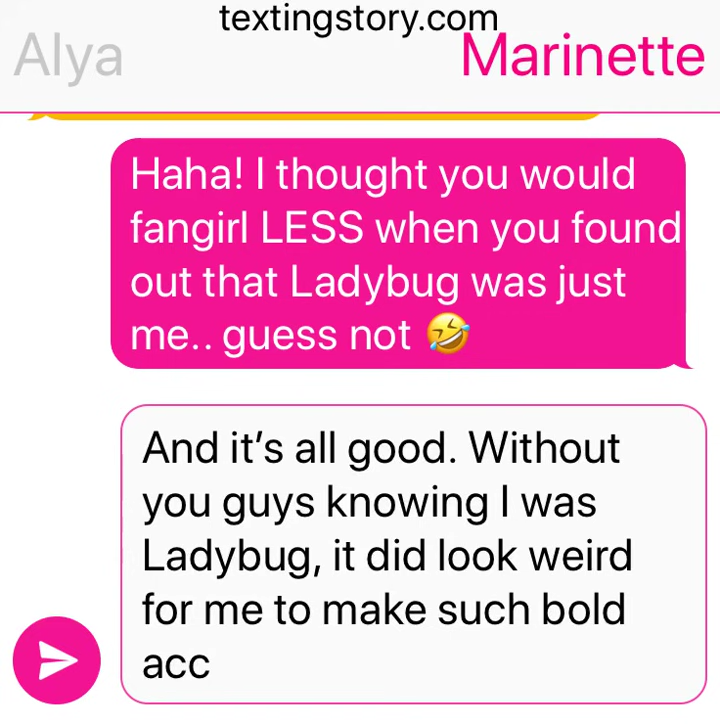 textingstory.com
Alya
Marinette
Haha! I thought you would
fangirl LESS when you found
out that Ladybug was just
me.. guess not 🤣
And it’s all good. Without
you guys knowing I was
Ladybug, it did look weird
for me to make such bold
acc